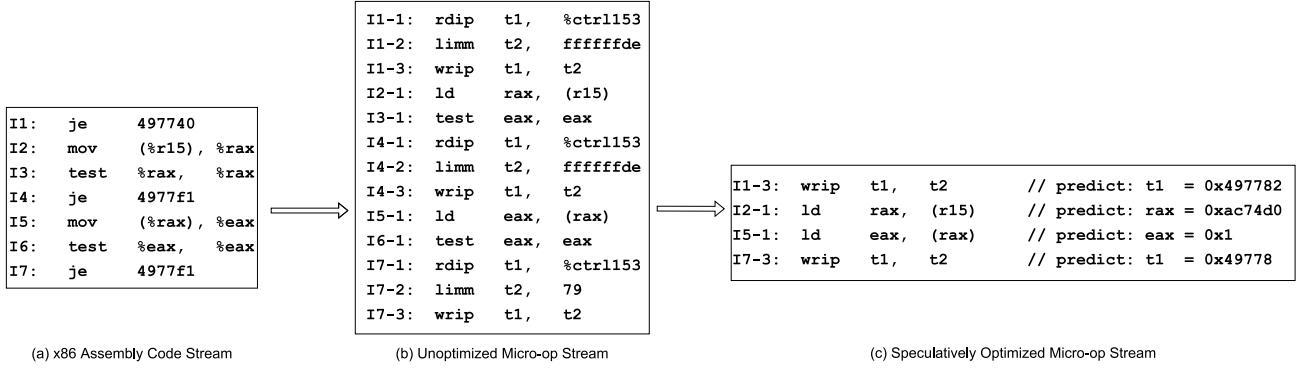 I1: je 497740
I2: mov (%r15), %rax
I3: test %rax, %rax
I4: je 4977f1
I5: mov (%rax), %eax
I6: test %eax, %eax
I7: je 4977f1
(a) x86 Assembly Code Stream
I1-1: rdip t1, %ctrl153
I1-2: limm t2, ffffffde
I1-3: wrip t1, t2
I2-1: ld rax, (r15)
I3-1: test eax, eax
I4-1: rdip t1, %ctrl153
I4-2: limm t2, ffffffde
I4-3: wrip t1, t2
I5-1: ld eax, (rax)
I6-1: test eax, eax
I7-1: rdip t1, %ctrl153
I7-2: limm t2, 79
I7-3: wrip t1, t2
(b) Unoptimized Micro-op Stream
I1-3: wrip t1, t2 // predict: t1 = 0x497782
I2-1: ld rax, (r15) // predict: rax = 0xac74d0
I5-1: ld eax, (rax) // predict: eax = 0x1
I7-3: wrip t1, t2 // predict: t1 = 0x49778
(c) Speculatively Optimized Micro-op Stream